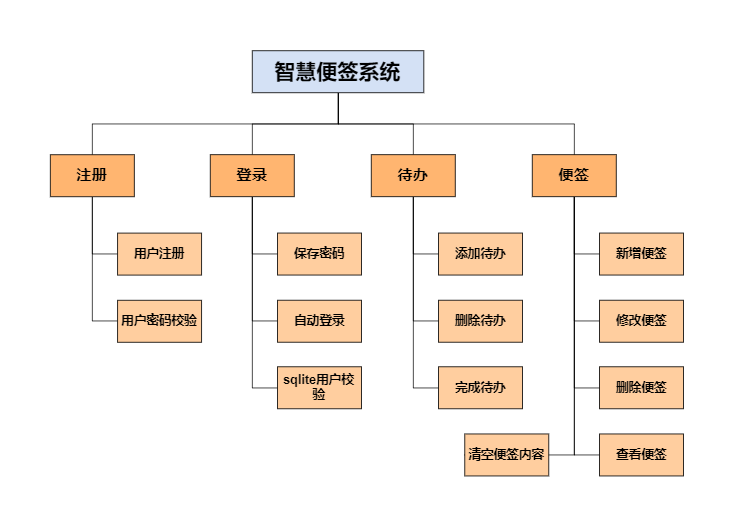 智慧便签系统
注册
登录
待办
便签
用户注册
保存密码
添加待办
新增便签
用户密码校验
自动登录
删除待办
修改便签
sqlite用户校
验
完成待办
删除便签
清空便签内容
查看便签